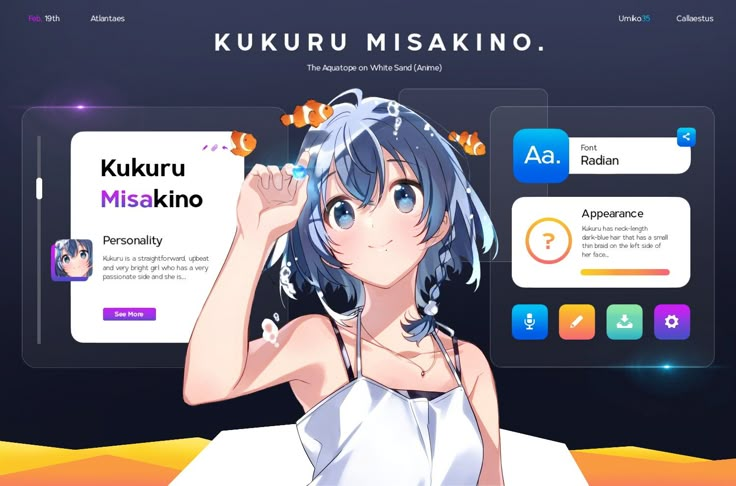 Feb. 19th
Atlantaes
Umiko35
Callaestus
KUKURU MISAKINO.
The Aquatope on White Sand (Anime)
Kukuru
Misakino
Personality
Kukuru is a straightforward, upbeat
and very bright girl who has a very
passionate side and she is...
See More
Aa.
Font
Radian
?
Appearance
Kukuru has neck-length
dark-blue hair that has a small
thin braid on the left side of
her face...